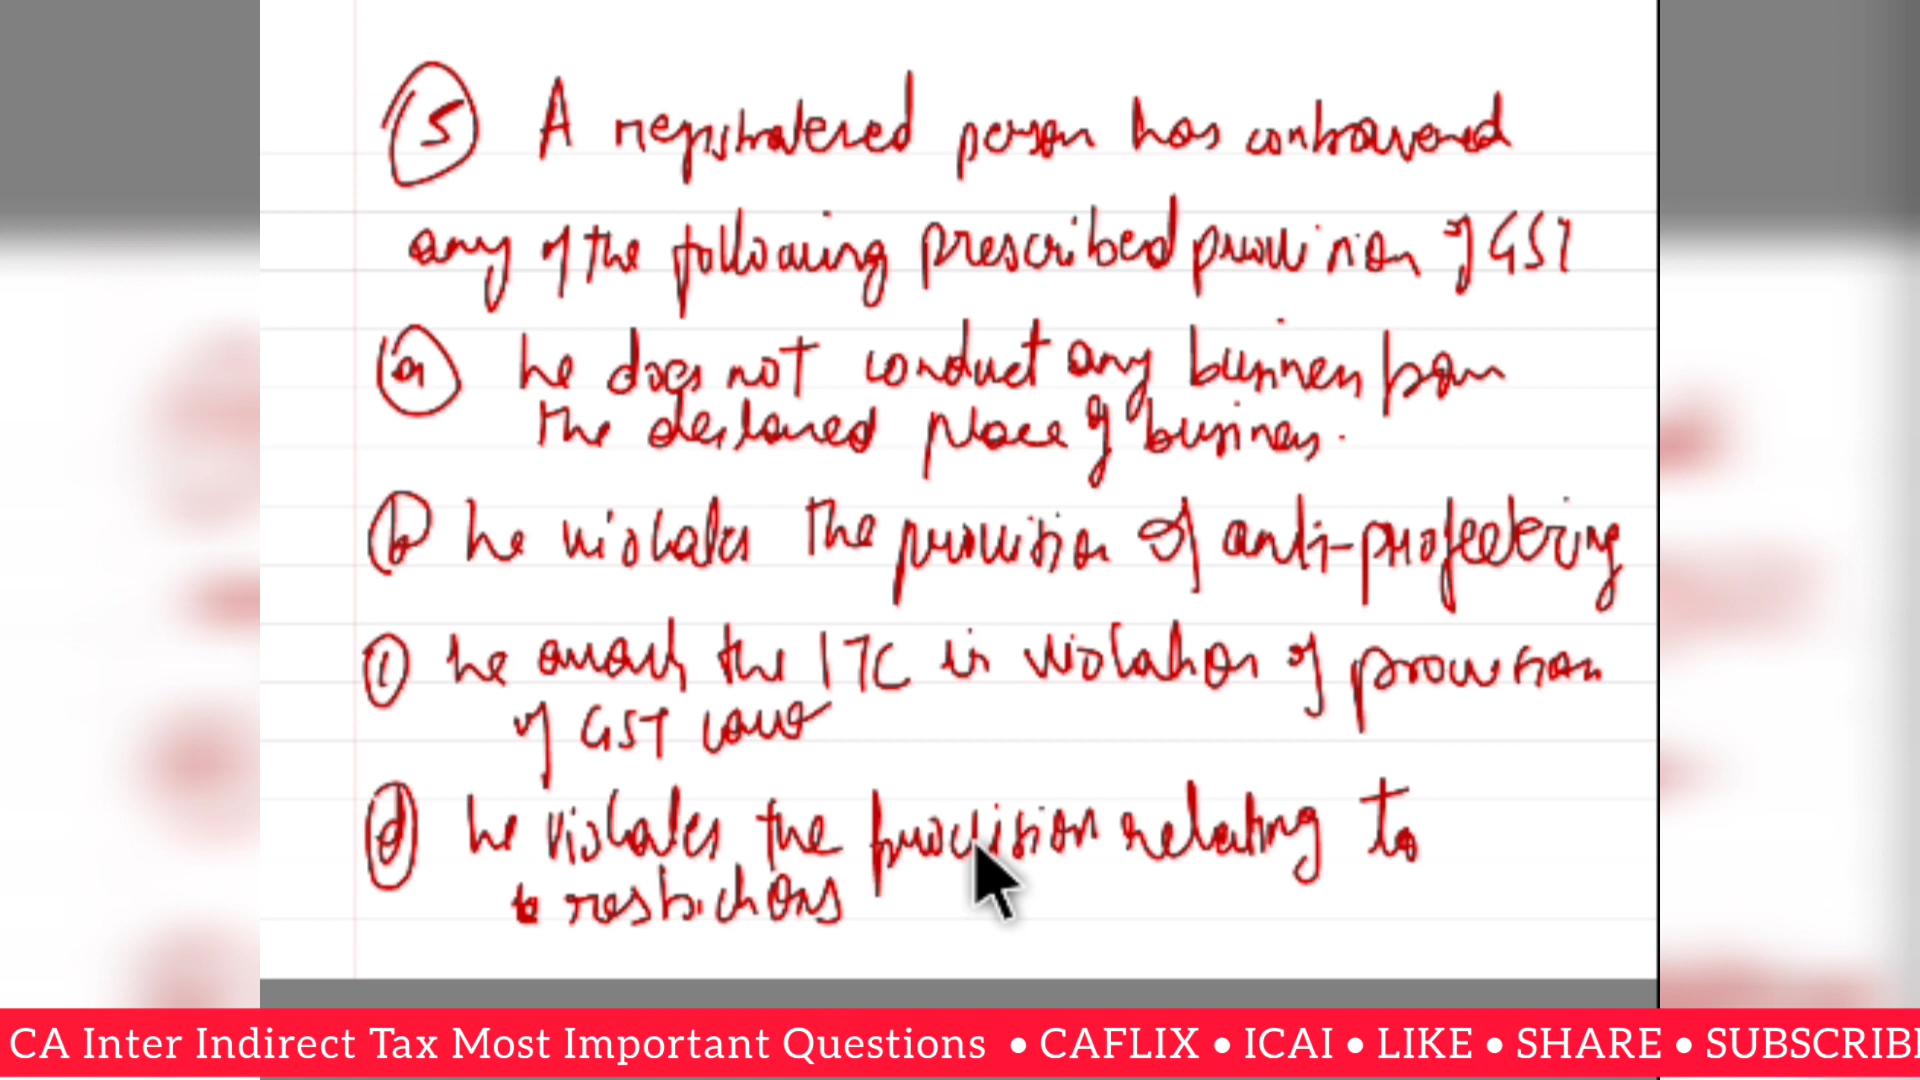 (5) A registratered person has contravened
any of the following prescribed provision of GST
(a) he does not conduct any business from
the declared place of business.
(b) he violates the provision of anti-profeetering
(c) he avails the ITC in violation of provision
of GST law
(d) he violates the provision relating to
to restrictions
CA Inter Indirect Tax Most Important Questions • CAFLIX • ICAI • LIKE • SHARE • SUBSCRIBE